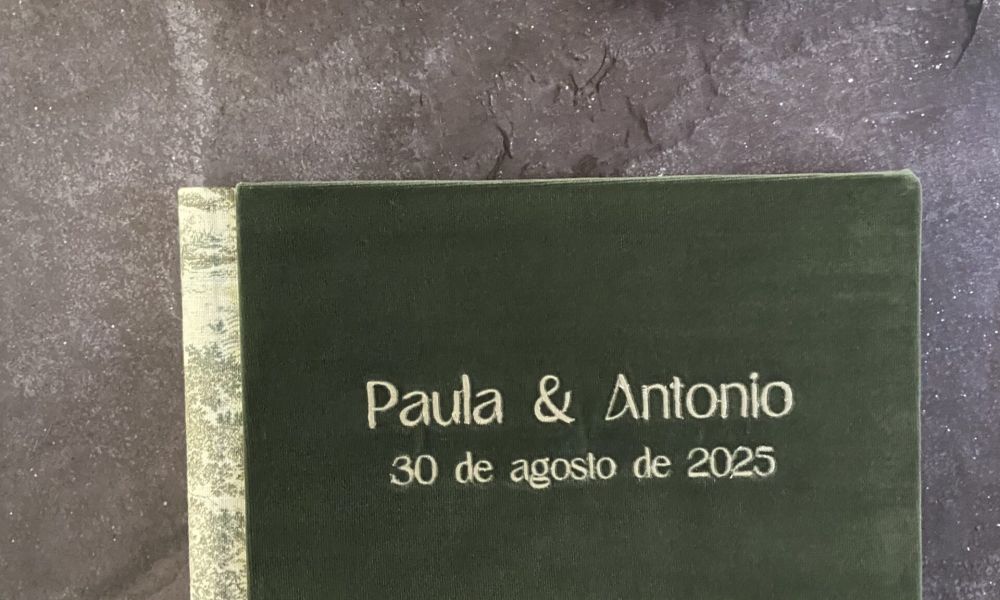 Paula & Antonio
30 de agosto de 2025